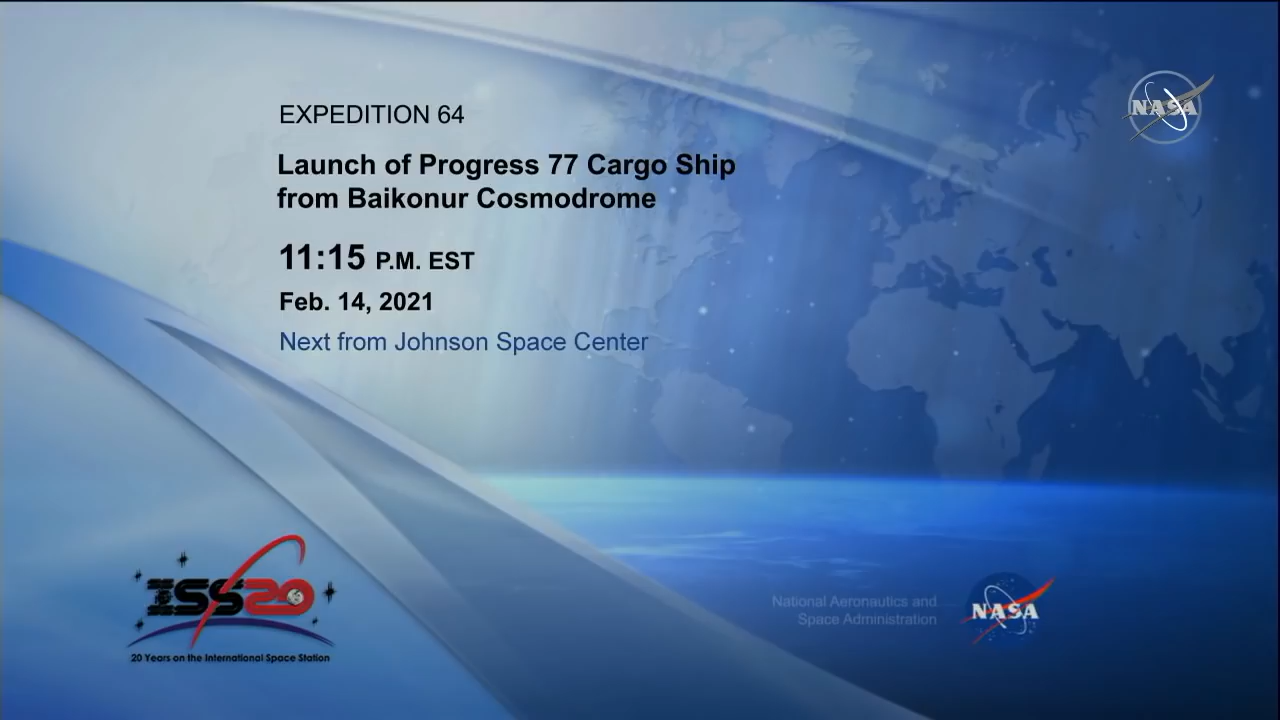 NASA
EXPEDITION 64
Launch of Progress 77 Cargo Ship
from Baikonur Cosmodrome
11:15 P.M. EST
Feb. 14, 2021
Next from Johnson Space Center
ISS20
20 Years on the International Space Station
National Aeronautics and
Space Administration
NASA